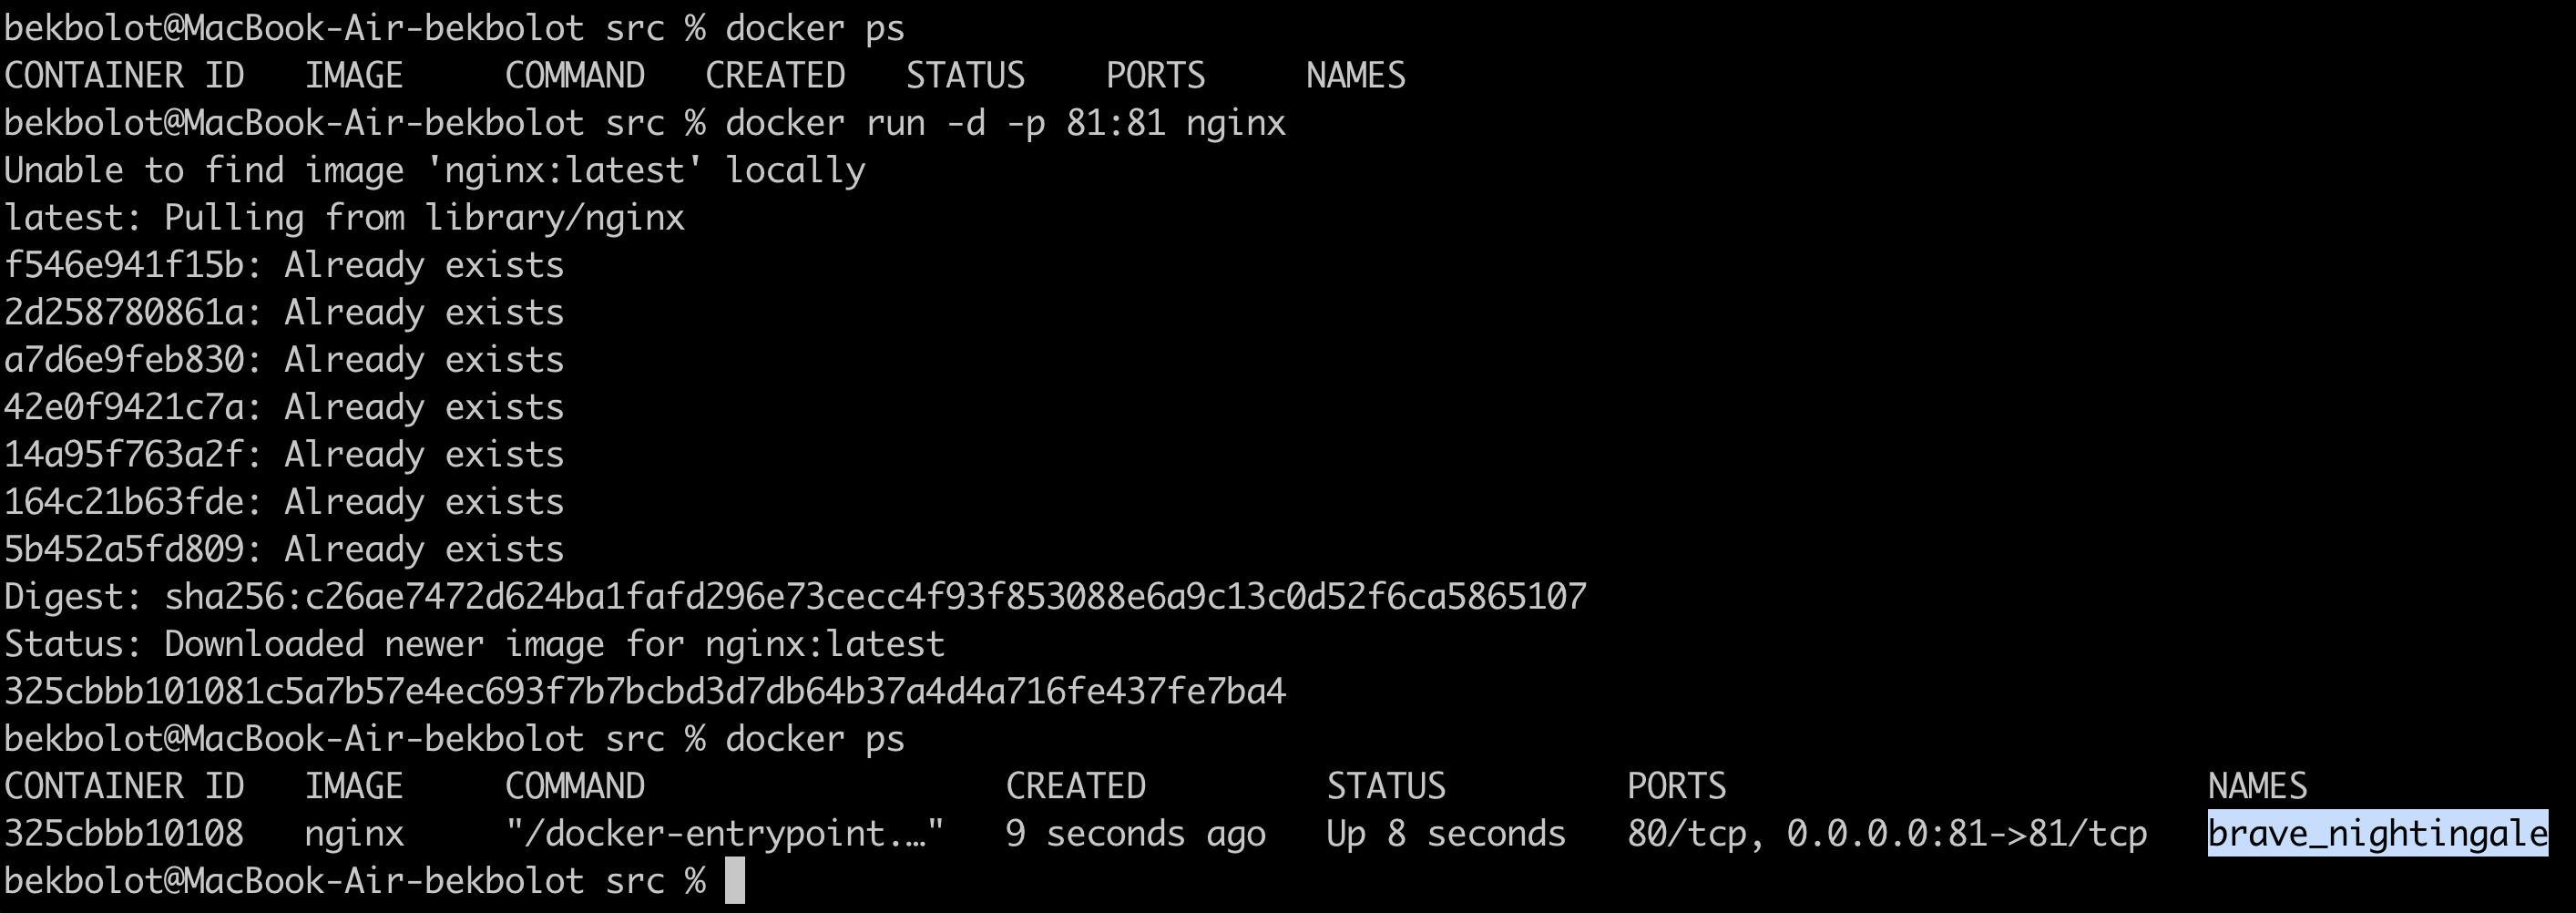 bekbolot@MacBook-Air-bekbolot src % docker ps
CONTAINER ID   IMAGE     COMMAND   CREATED   STATUS    PORTS     NAMES
bekbolot@MacBook-Air-bekbolot src % docker run -d -p 81:81 nginx
Unable to find image 'nginx:latest' locally
latest: Pulling from library/nginx
f546e941f15b: Already exists
2d258780861a: Already exists
a7d6e9feb830: Already exists
42e0f9421c7a: Already exists
14a95f763a2f: Already exists
164c21b63fde: Already exists
5b452a5fd809: Already exists
Digest: sha256:c26ae7472d624ba1fafd296e73cecc4f93f853088e6a9c13c0d52f6ca5865107
Status: Downloaded newer image for nginx:latest
325cbbb101081c5a7b57e4ec693f7b7bcbd3d7db64b37a4d4a716fe437fe7ba4
bekbolot@MacBook-Air-bekbolot src % docker ps
CONTAINER ID   IMAGE     COMMAND                  CREATED         STATUS         PORTS                        NAMES
325cbbb10108   nginx     "/docker-entrypoint.…"   9 seconds ago   Up 8 seconds   80/tcp, 0.0.0.0:81->81/tcp   brave_nightingale
bekbolot@MacBook-Air-bekbolot src %